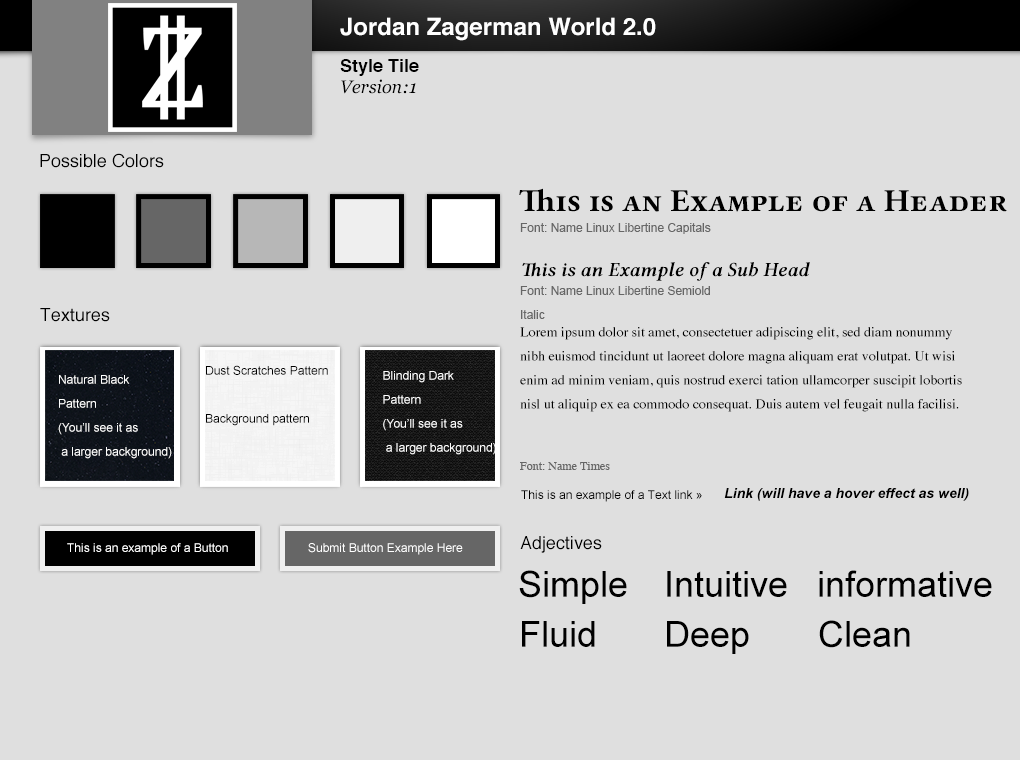 Jordan Zagerman World 2.0
Style Tile
Version:1
Possible Colors
This is an Example of a Header
Font: Name Linux Libertine Capitals
This is an Example of a Sub Head
Font: Name Linux Libertine Semiold
Italic
Lorem ipsum dolor sit amet, consectetuer adipiscing elit, sed diam nonummy
nibh euismod tincidunt ut laoreet dolore magna aliquam erat volutpat. Ut wisi
enim ad minim veniam, quis nostrud exerci tation ullamcorper suscipit lobortis
nisl ut aliquip ex ea commodo consequat. Duis autem vel feugait nulla facilisi.
Font: Name Times
This is an example of a Text link »
Link (will have a hover effect as well)
Textures
Natural Black
Pattern
(You'll see it as
a larger background)
Dust Scratches Pattern
Background pattern
Blinding Dark
Pattern
(You'll see it as
a larger background)
This is an example of a Button
Submit Button Example Here
Adjectives
Simple Intuitive informative
Fluid Deep Clean